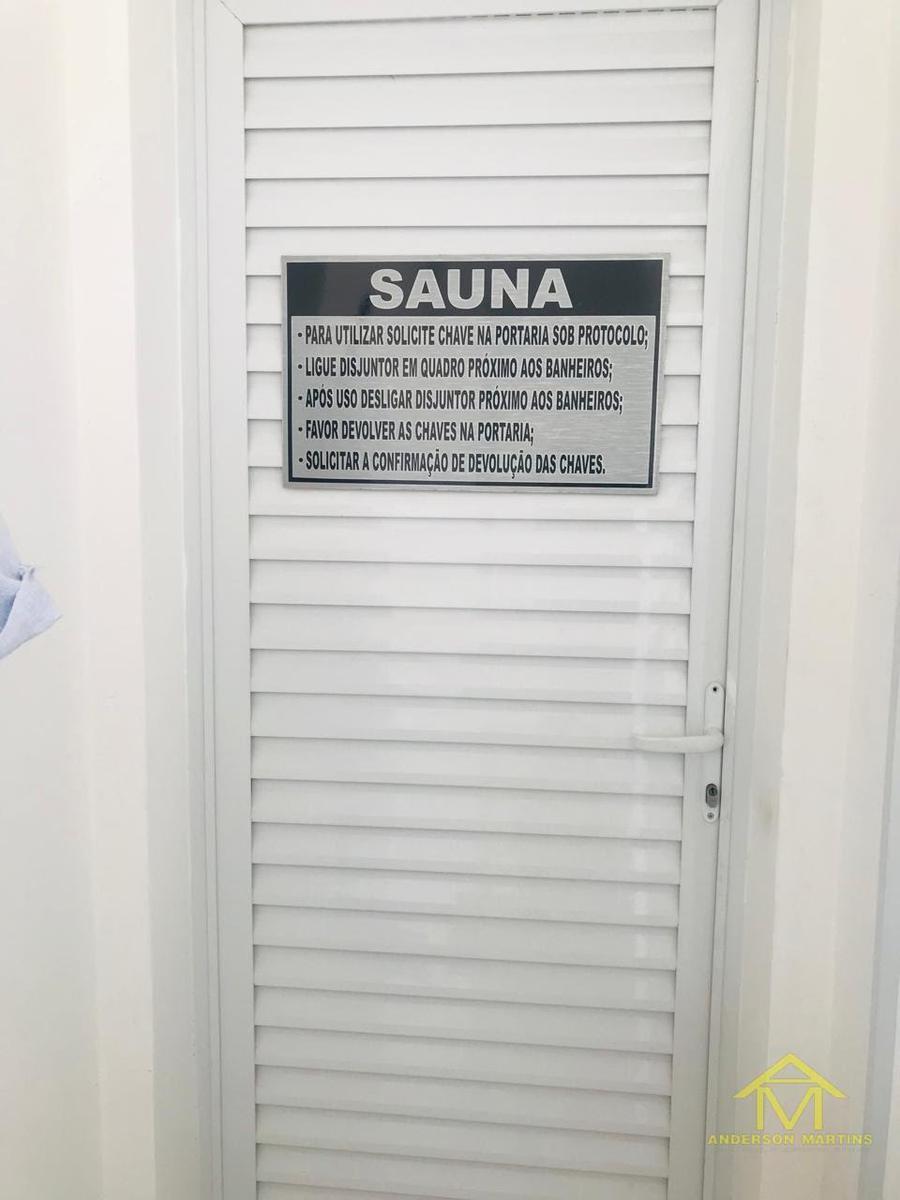 SAUNA
• PARA UTILIZAR SOLICITE CHAVE NA PORTARIA SOB PROTOCOLO;
• LIGUE DISJUNTOR EM QUADRO PRÓXIMO AOS BANHEIROS;
• APÓS USO DESLIGAR DISJUNTOR PRÓXIMO AOS BANHEIROS;
• FAVOR DEVOLVER AS CHAVES NA PORTARIA;
• SOLICITAR A CONFIRMAÇÃO DE DEVOLUÇÃO DAS CHAVES.
AM
ANDERSON MARTINS